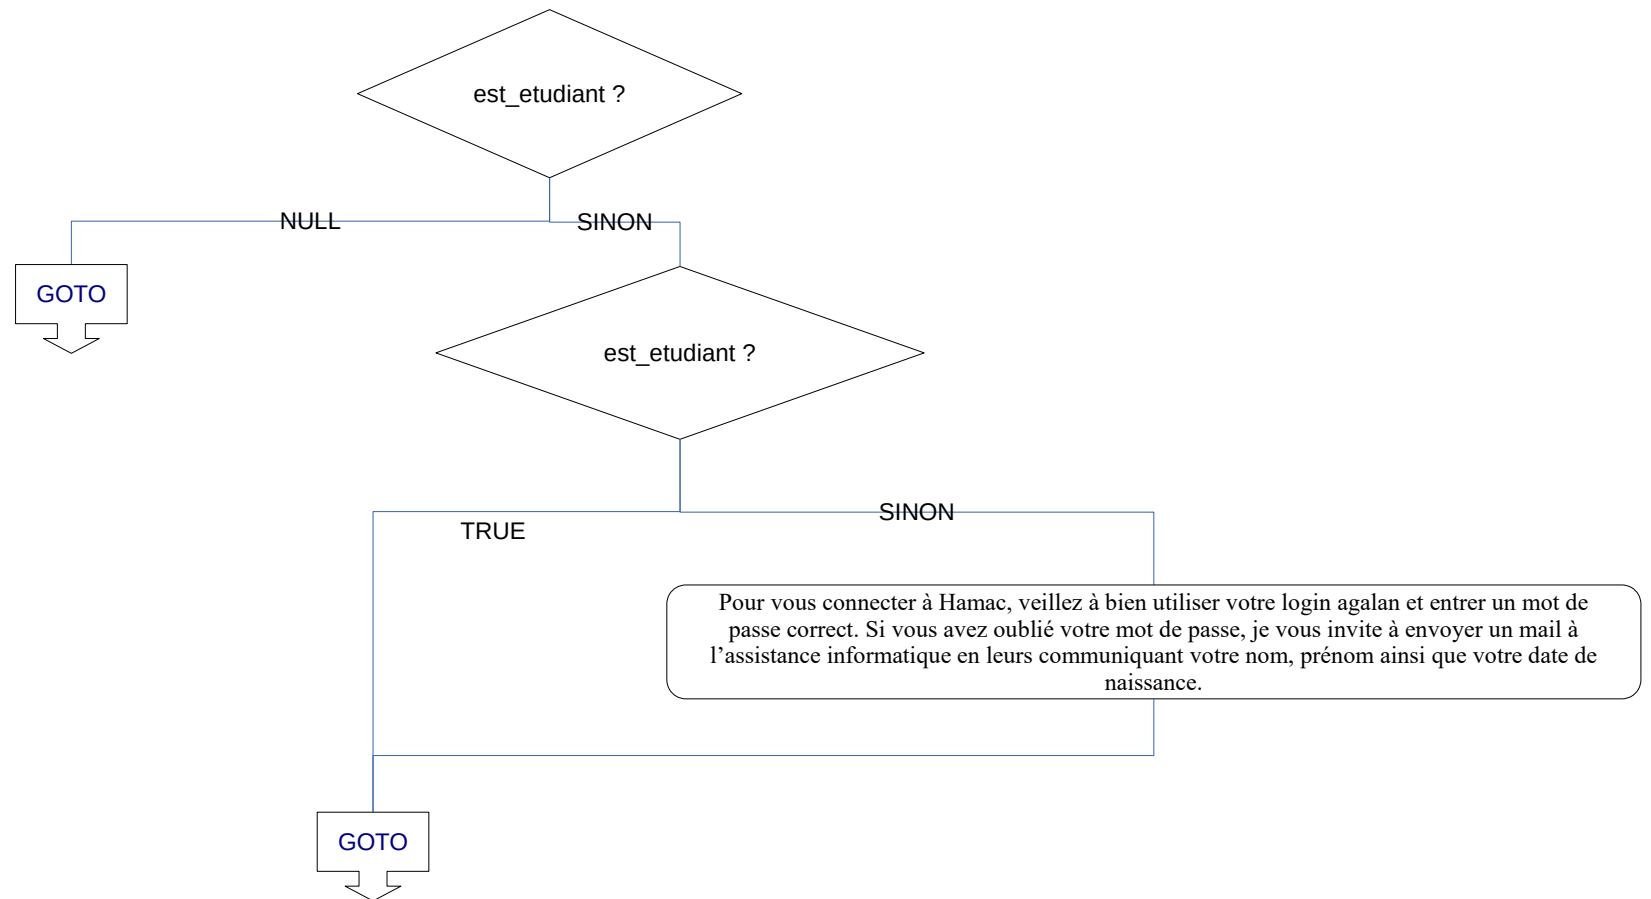 est_etudiant ?
NULL
SINON
GOTO
est_etudiant ?
SINON
TRUE
Pour vous connecter à Hamac, veillez à bien utiliser votre login agalan et entrer un mot de
passe correct. Si vous avez oublié votre mot de passe, je vous invite à envoyer un mail à
l’assistance informatique en leurs communiquant votre nom, prénom ainsi que votre date de
naissance.
GOTO